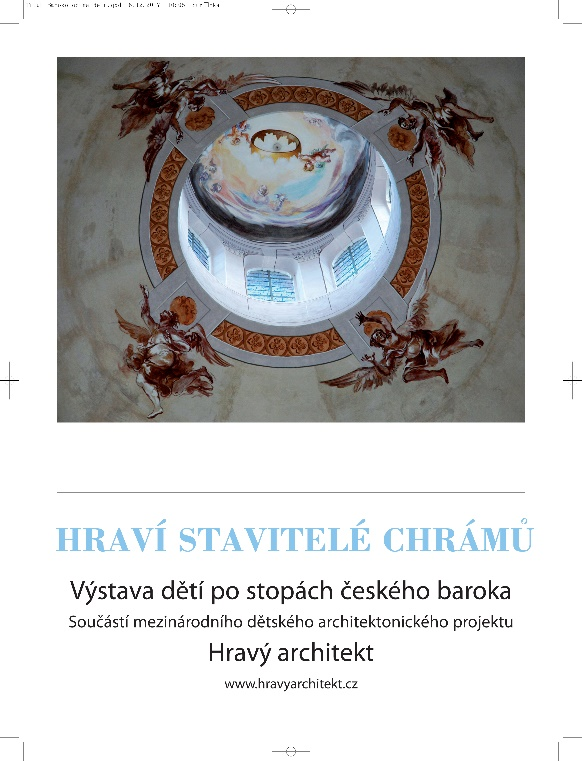 HRAVÍ STAVITELÉ CHRÁMŮ
Výstava dětí po stopách českého baroka
Součástí mezinárodního dětského architektonického projektu
Hravý architekt
www.hravyarchitekt.cz